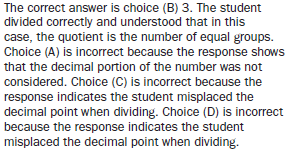 The correct answer is choice (B) 3. The student
divided correctly and understood that in this
case, the quotient is the number of equal groups.
Choice (A) is incorrect because the response shows
that the decimal portion of the number was not
considered. Choice (C) is incorrect because the
response indicates the student misplaced the
decimal point when dividing. Choice (D) is incorrect
because the response indicates the student
misplaced the decimal point when dividing.